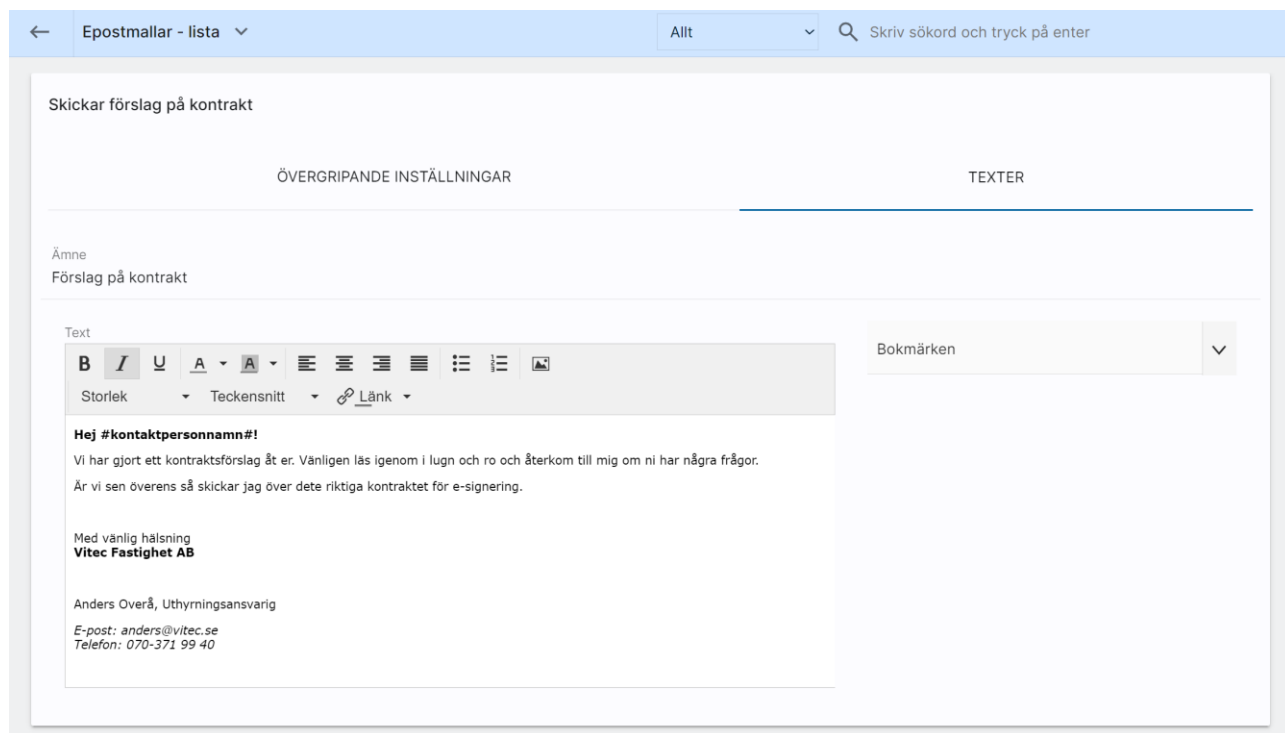 Epostmallar - lista
Allt
Skriv sökord och tryck på enter
Skickar förslag på kontrakt
ÖVERGRIPANDE INSTÄLLNINGAR
TEXTER
Ämne
Förslag på kontrakt
Text
Bokmärken
B I U A A
Storlek Teckensnitt Länk
Hej #kontaktpersonnamn#!
Vi har gjort ett kontraktsförslag åt er. Vänligen läs igenom i lugn och ro och återkom till mig om ni har några frågor.
Är vi sen överens så skickar jag över dete riktiga kontraktet för e-signering.
Med vänlig hälsning
Vitec Fastighet AB
Anders Overå, Uthyrningsansvarig
E-post: anders@vitec.se
Telefon: 070-371 99 40